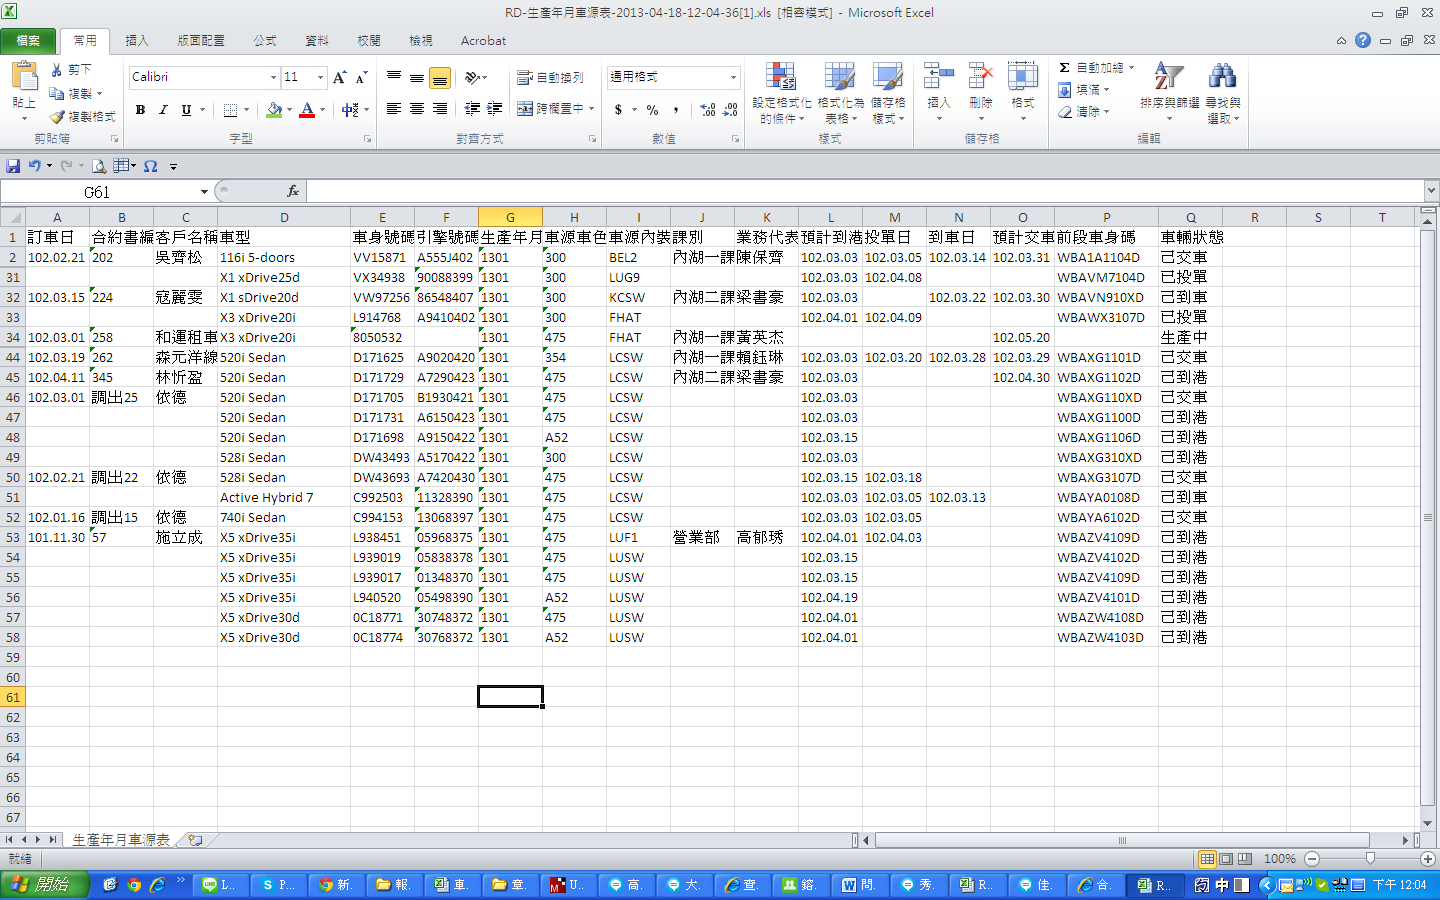 RD-生產年月車源表-2013-04-18-12-04-36[1].xls [相容模式] - Microsoft Excel
檔案 常用 插入 版面配置 公式 資料 校閱 檢視 Acrobat
貼上 剪下 複製 複製格式 剪貼簿
Calibri 11 B I U 字型
自動換列 跨欄置中 對齊方式
通用格式 $ % , 數值
設定格式化的條件 格式化為表格 儲存格樣式 樣式
插入 刪除 格式 儲存格
Σ 自動加總 填滿 清除 排序與篩選 尋找與選取 編輯
G61 fx
A B C D E F G H I J K L M N O P Q R S T
1 訂車日 合約書編 客戶名稱 車型 車身號碼 引擎號碼 生產年月 車源車色 車源內裝 課別 業務代表 預計到港 投單日 到車日 預計交車 前段車身碼 車輛狀態
2 102.02.21 202 吳齊松 116i 5-doors VV15871 A555J402 1301 300 BEL2 內湖一課 陳保齊 102.03.03 102.03.05 102.03.14 102.03.31 WBA1A1104D 已交車
31 X1 xDrive25d VX34938 90088399 1301 300 LUG9 102.03.03 102.04.08 WBAVM7104D 已投單
32 102.03.15 224 寇麗雯 X1 sDrive20d VW97256 86548407 1301 300 KCSW 內湖二課 梁書豪 102.03.03 102.03.22 102.03.30 WBAVN910XD 已到車
33 X3 xDrive20i L914768 A9410402 1301 300 FHAT 102.04.01 102.04.09 WBAWX3107D 已投單
34 102.03.01 258 和運租車 X3 xDrive20i 8050532 1301 475 FHAT 內湖一課 黃英杰 102.05.20 生產中
44 102.03.19 262 森元洋線 520i Sedan D171625 A9020420 1301 354 LCSW 內湖一課 賴鈺琳 102.03.03 102.03.20 102.03.28 102.03.29 WBAXG1101D 已交車
45 102.04.11 345 林忻盈 520i Sedan D171729 A7290423 1301 475 LCSW 內湖二課 梁書豪 102.03.03 102.04.30 WBAXG1102D 已到港
46 102.03.01 調出25 依德 520i Sedan D171705 B1930421 1301 475 LCSW 102.03.03 WBAXG110XD 已交車
47 520i Sedan D171731 A6150423 1301 475 LCSW 102.03.03 WBAXG1100D 已到港
48 520i Sedan D171698 A9150422 1301 A52 LCSW 102.03.15 WBAXG1106D 已到港
49 528i Sedan DW43493 A5170422 1301 300 LCSW 102.03.03 WBAXG310XD 已到港
50 102.02.21 調出22 依德 528i Sedan DW43693 A7420430 1301 475 LCSW 102.03.15 102.03.18 WBAXG3107D 已交車
51 Active Hybrid 7 C992503 11328390 1301 475 LCSW 102.03.03 102.03.05 102.03.13 WBAYA0108D 已到車
52 102.01.16 調出15 依德 740i Sedan C994153 13068397 1301 475 LCSW 102.03.03 102.03.05 WBAYA6102D 已交車
53 101.11.30 57 施立成 X5 xDrive35i L938451 05968375 1301 475 LUF1 營業部 高郁琇 102.04.01 102.04.03 WBAZV4109D 已到港
54 X5 xDrive35i L939019 05838378 1301 475 LUSW 102.03.15 WBAZV4102D 已到港
55 X5 xDrive35i L939017 01348370 1301 475 LUSW 102.03.15 WBAZV4109D 已到港
56 X5 xDrive35i L940520 05498390 1301 A52 LUSW 102.04.19 WBAZV4101D 已到港
57 X5 xDrive30d 0C18771 30748372 1301 475 LUSW 102.04.01 WBAZW4108D 已到港
58 X5 xDrive30d 0C18774 30768372 1301 A52 LUSW 102.04.01 WBAZW4103D 已到港
59
60
61
62
63
64
65
66
67
生產年月車源表
就緒 100%
開始 L.. P.. 新. 報. 車. 章. U.. 高. 大. 查. 鎔. 問. 秀. R.. 佳. 合. R.. 中 下午 12:04